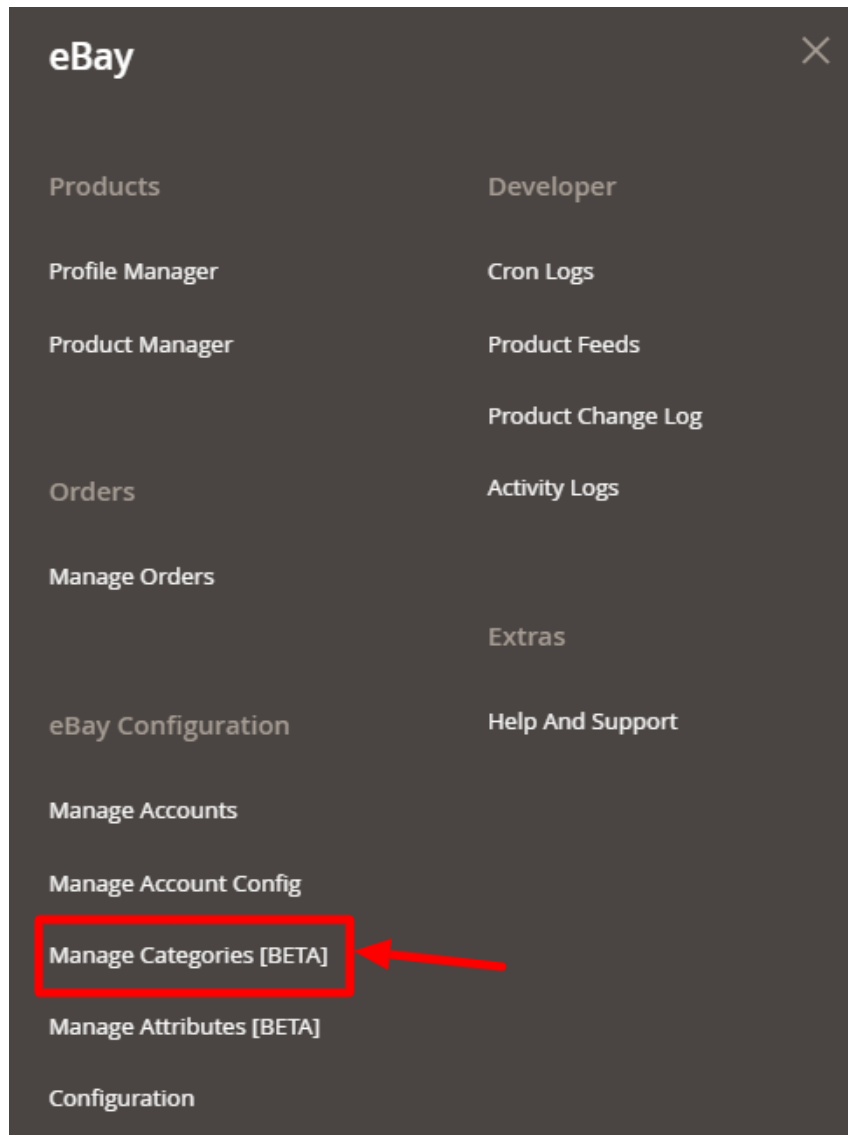 eBay
Products
Profile Manager
Product Manager
Orders
Manage Orders
eBay Configuration
Manage Accounts
Manage Account Config
Manage Categories [BETA]
Manage Attributes [BETA]
Configuration
Developer
Cron Logs
Product Feeds
Product Change Log
Activity Logs
Extras
Help And Support